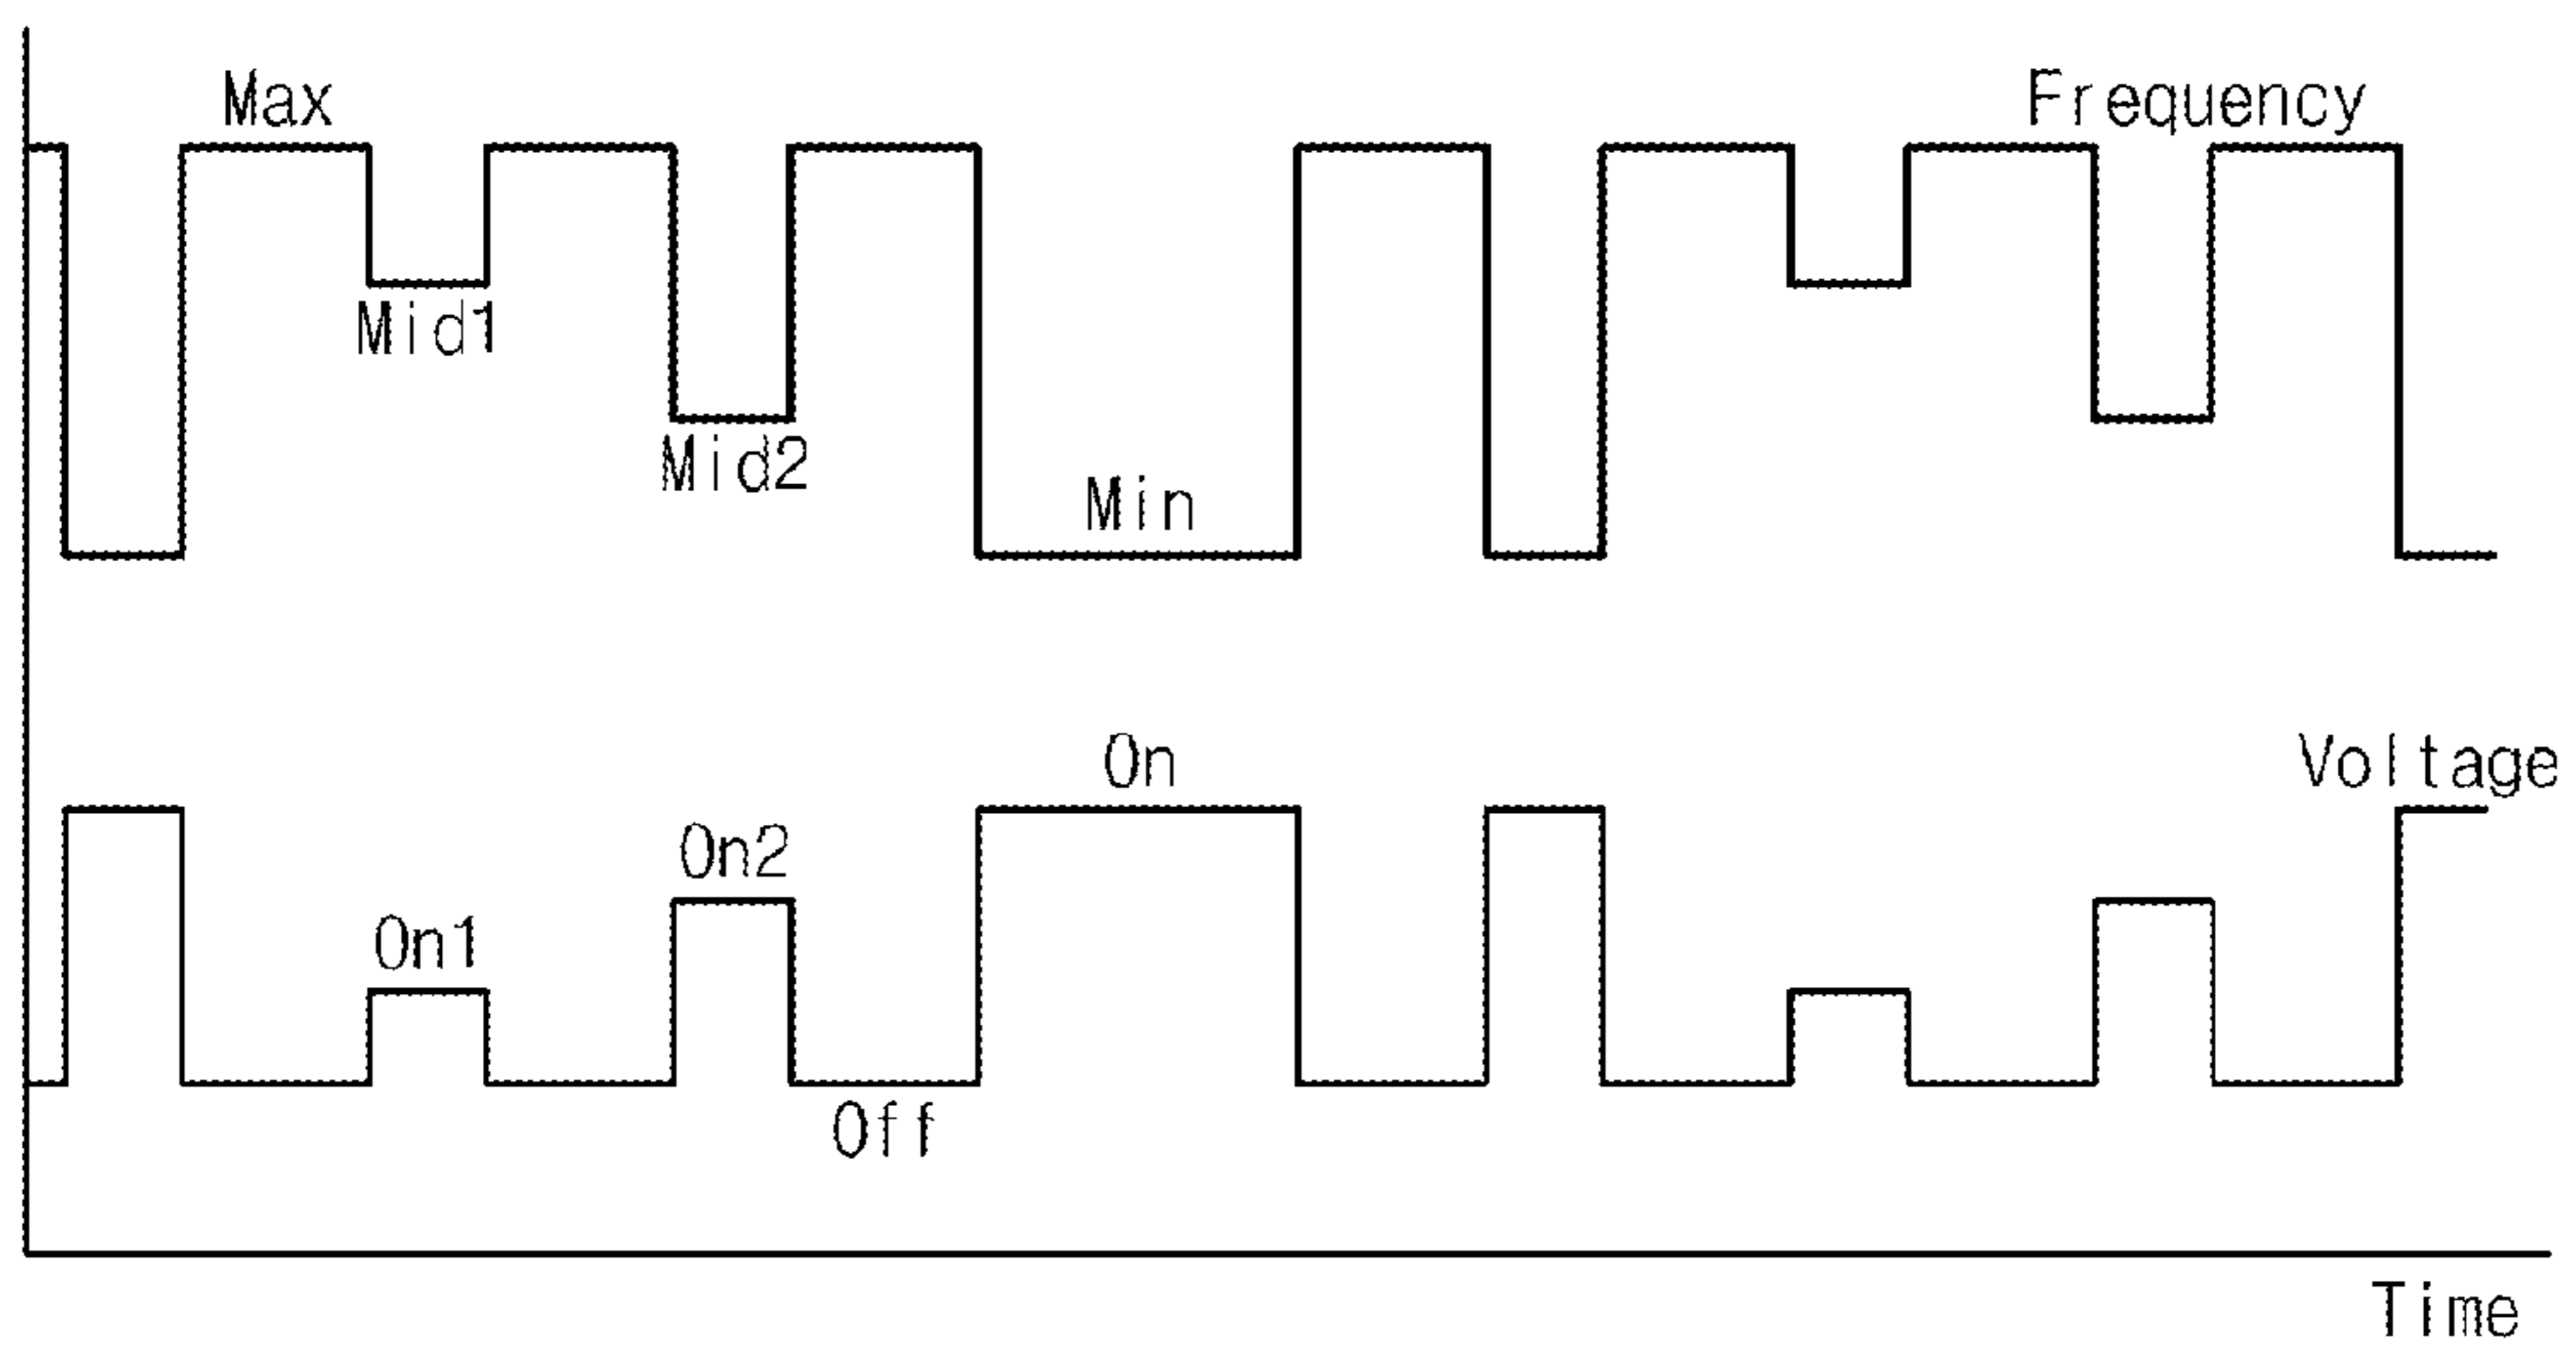 Max
Frequency
Mid1
Mid2
Min
On
Voltage
On2
On1
Off
Time